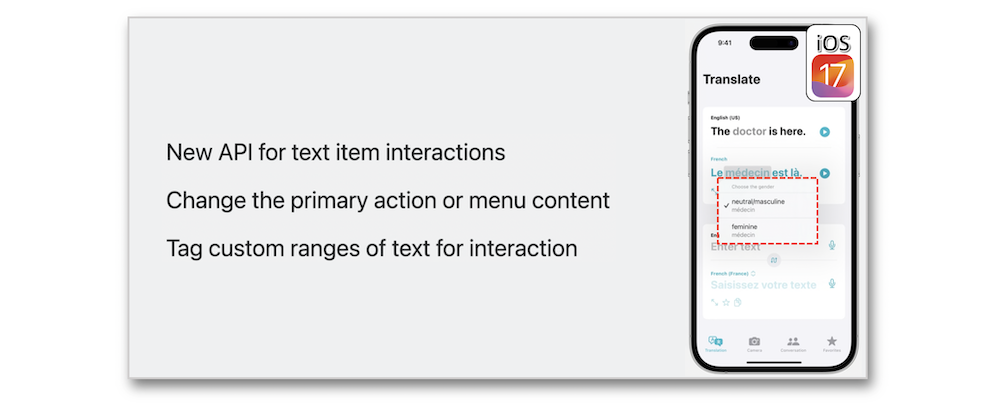 New API for text item interactions
Change the primary action or menu content
Tag custom ranges of text for interaction
iOS
17
9:41
Translate
English (US)
The doctor is here.
French
Le médecin est là.
Choose the gender
neutral/masculine
médecin
feminine
médecin
Enter text
French (France)
Saisissez votre texte
Translation
Camera
Conversation
Favorites